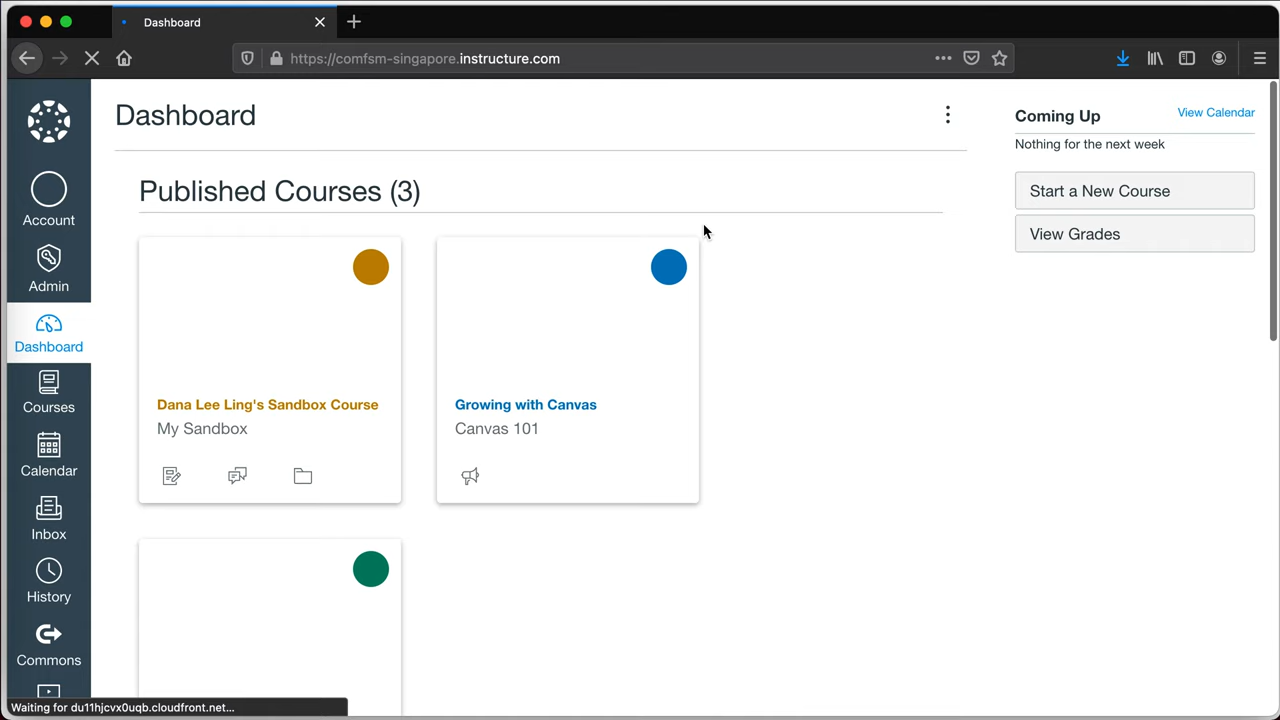 Dashboard
https://comfsm-singapore.instructure.com
Account
Admin
Dashboard
Courses
Calendar
Inbox
History
Commons
Dashboard
Published Courses (3)
Dana Lee Ling's Sandbox Course
My Sandbox
Growing with Canvas
Canvas 101
Coming Up
View Calendar
Nothing for the next week
Start a New Course
View Grades
Waiting for du11hjcvx0uqb.cloudfront.net...